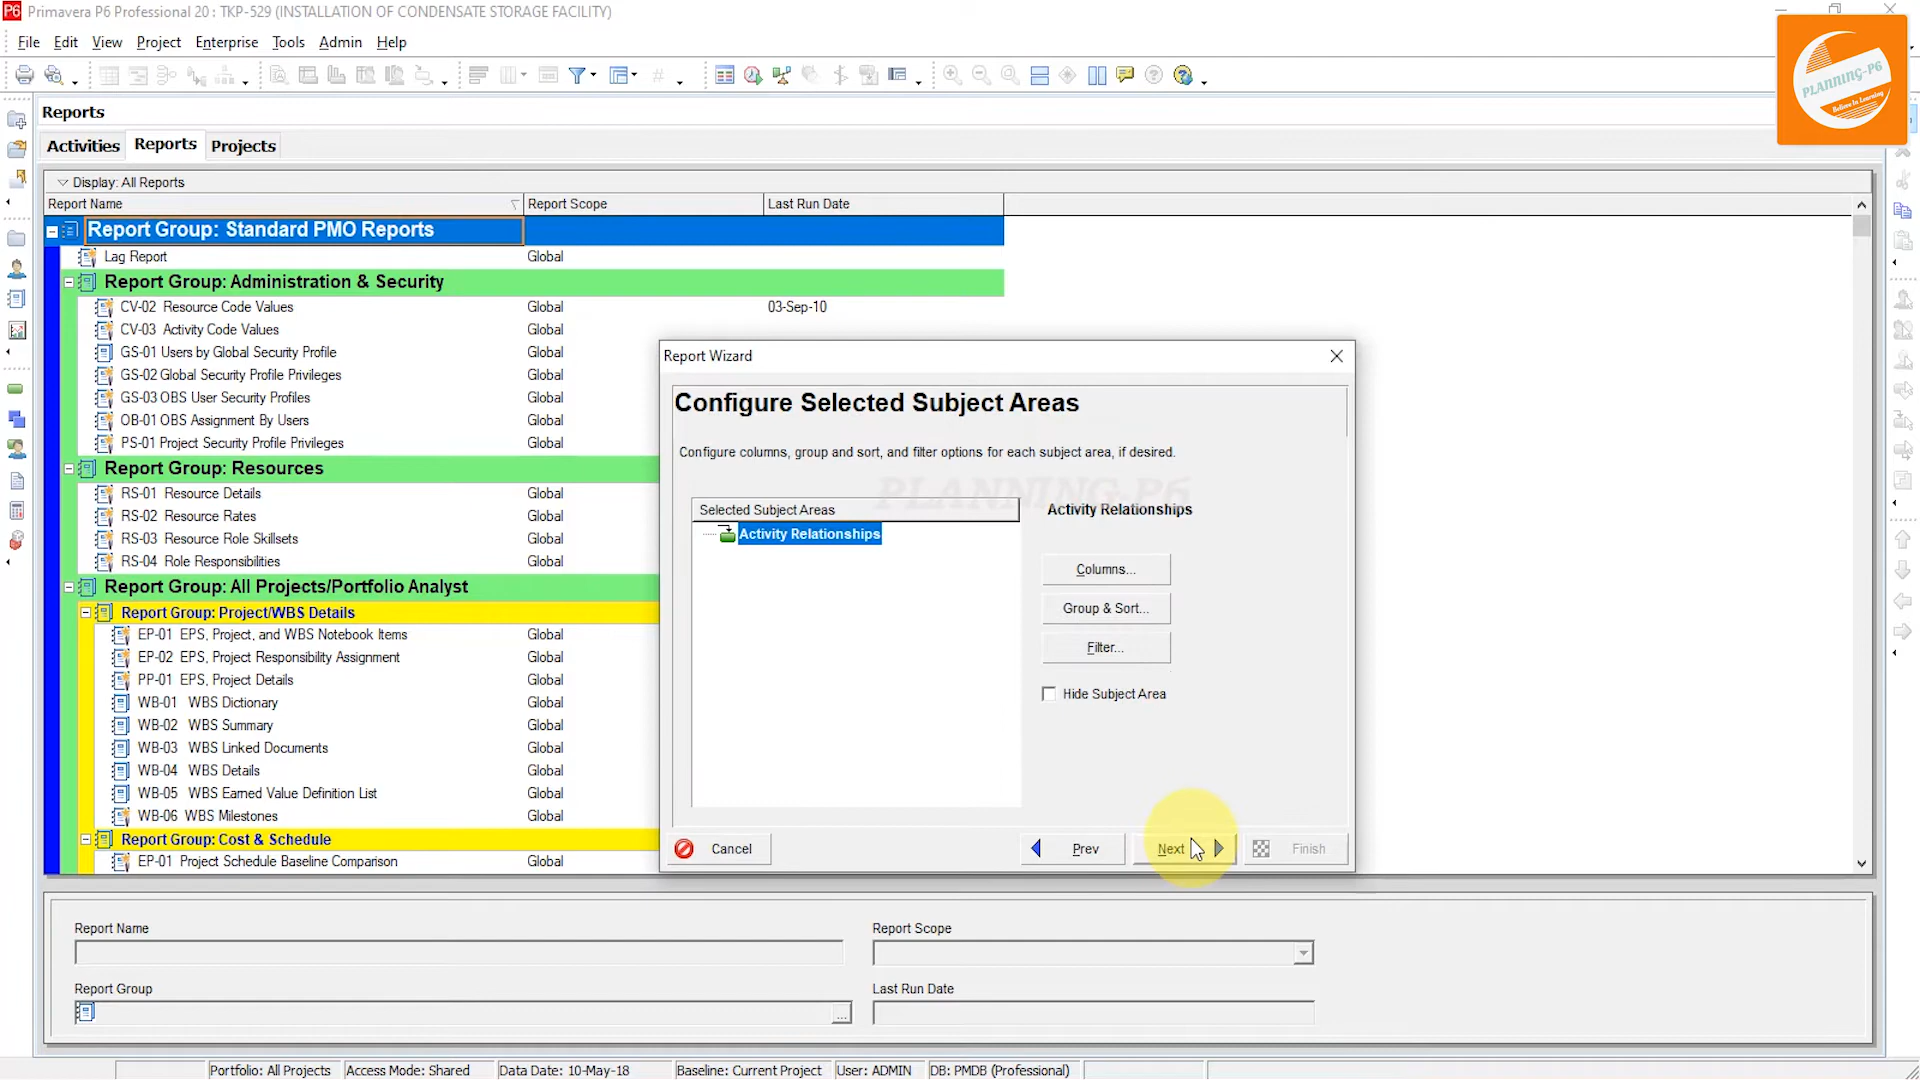 P6 Primavera P6 Professional 20 : TKP-529 (INSTALLATION OF CONDENSATE STORAGE FACILITY)
File Edit View Project Enterprise Tools Admin Help
PLANNING-P6
Believe In Learning
Reports
Activities Reports Projects
Display: All Reports
Report Name Report Scope Last Run Date
Report Group: Standard PMO Reports
Lag Report Global
Report Group: Administration & Security
CV-02 Resource Code Values Global 03-Sep-10
CV-03 Activity Code Values Global
GS-01 Users by Global Security Profile Global
GS-02 Global Security Profile Privileges Global
GS-03 OBS User Security Profiles Global
OB-01 OBS Assignment By Users Global
PS-01 Project Security Profile Privileges Global
Report Group: Resources
RS-01 Resource Details Global
RS-02 Resource Rates Global
RS-03 Resource Role Skillsets Global
RS-04 Role Responsibilities Global
Report Group: All Projects/Portfolio Analyst
Report Group: Project/WBS Details
EP-01 EPS, Project, and WBS Notebook Items Global
EP-02 EPS, Project Responsibility Assignment Global
PP-01 EPS, Project Details Global
WB-01 WBS Dictionary Global
WB-02 WBS Summary Global
WB-03 WBS Linked Documents Global
WB-04 WBS Details Global
WB-05 WBS Earned Value Definition List Global
WB-06 WBS Milestones Global
Report Group: Cost & Schedule
EP-01 Project Schedule Baseline Comparison Global
Report Wizard
Configure Selected Subject Areas
Configure columns, group and sort, and filter options for each subject area, if desired.
PLANNING-P6
Selected Subject Areas
Activity Relationships
Activity Relationships
Columns...
Group & Sort...
Filter...
Hide Subject Area
Cancel Prev Next Finish
Report Name
Report Scope
Report Group
...
Last Run Date
Portfolio: All Projects Access Mode: Shared Data Date: 10-May-18 Baseline: Current Project User: ADMIN DB: PMDB (Professional)